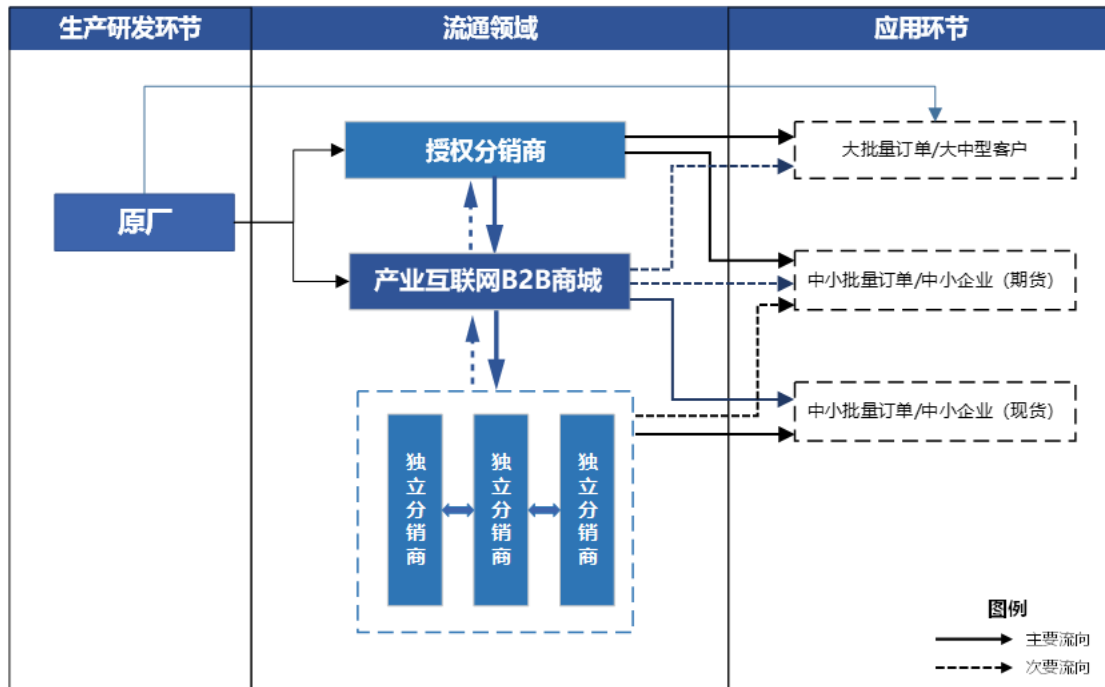 生产研发环节
流通领域
应用环节
授权分销商
大批量订单/大中型客户
原厂
产业互联网B2B商城
中小批量订单/中小企业（期货）
中小批量订单/中小企业（现货）
独立分销商
独立分销商
独立分销商
图例
主要流向
次要流向